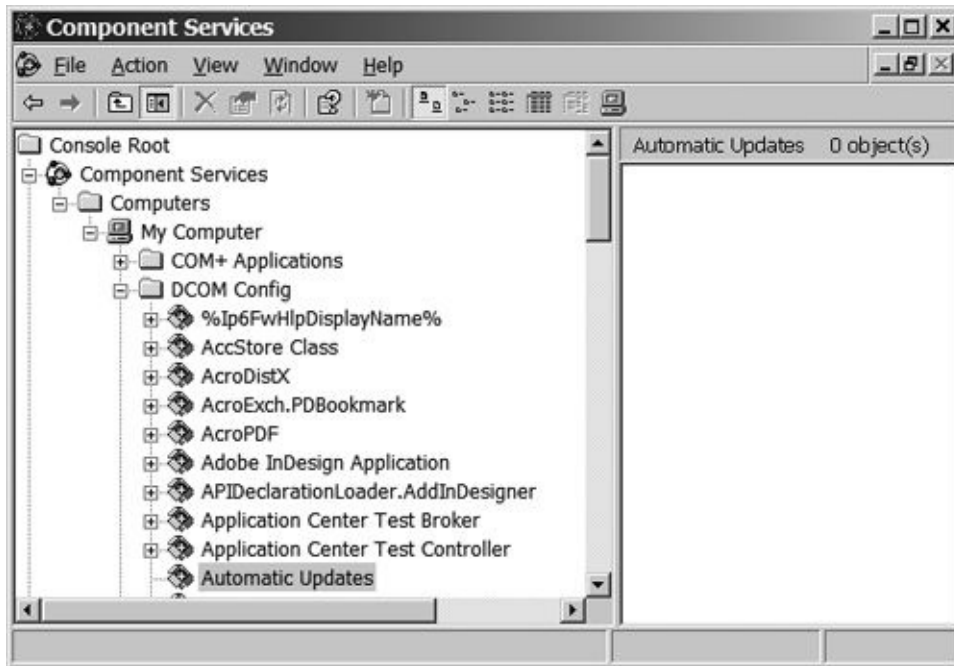 Component Services
File Action View Window Help
Console Root
Automatic Updates 0 object(s)
Component Services
Computers
My Computer
COM+ Applications
DCOM Config
%Ip6FwHlpDisplayName%
AccStore Class
AcroDistX
AcroExch.PDBookmark
AcroPDF
Adobe InDesign Application
APIDeclarationLoader.AddInDesigner
Application Center Test Broker
Application Center Test Controller
Automatic Updates